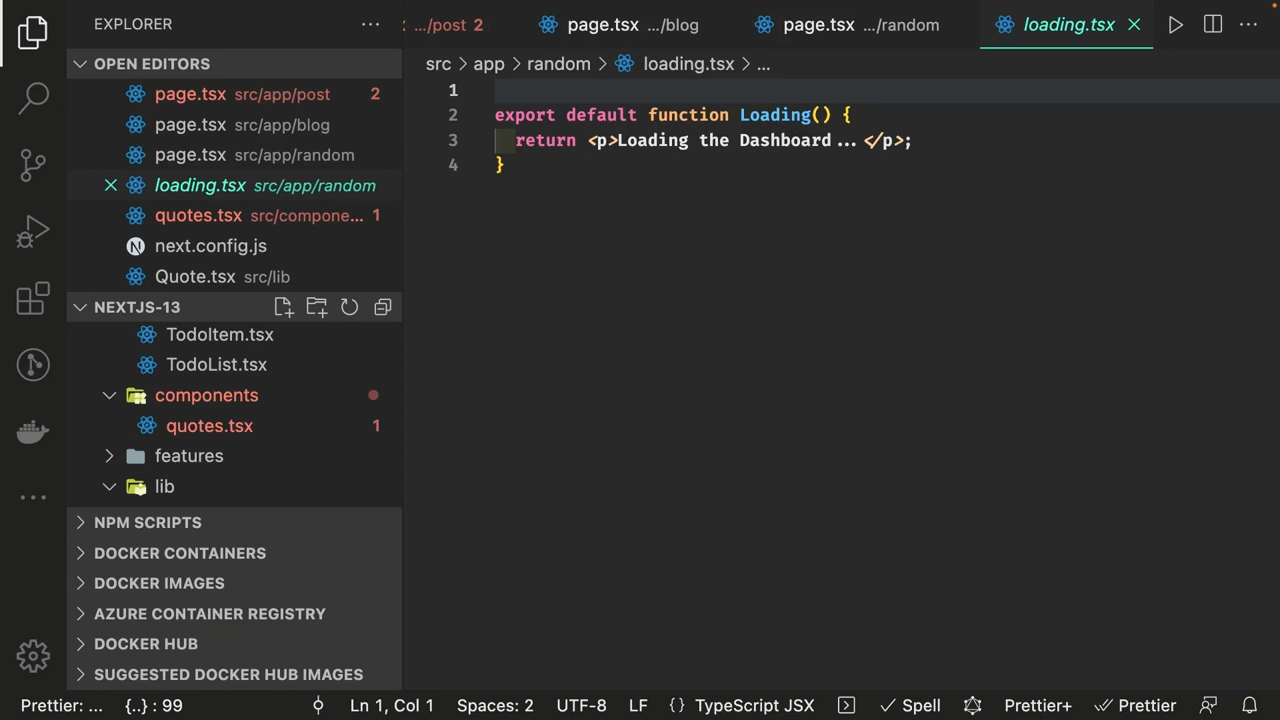 EXPLORER
OPEN EDITORS
page.tsx src/app/post 2
page.tsx src/app/blog
page.tsx src/app/random
loading.tsx src/app/random
quotes.tsx src/compone... 1
next.config.js
Quote.tsx src/lib
NEXTJS-13
TodoItem.tsx
TodoList.tsx
components
quotes.tsx 1
features
lib
NPM SCRIPTS
DOCKER CONTAINERS
DOCKER IMAGES
AZURE CONTAINER REGISTRY
DOCKER HUB
SUGGESTED DOCKER HUB IMAGES
.../post 2 page.tsx .../blog page.tsx .../random loading.tsx
src > app > random > loading.tsx > ...
1
2 export default function Loading() {
3 return <p>Loading the Dashboard...</p>;
4 }
Prettier: ... {..} : 99 Ln 1, Col 1 Spaces: 2 UTF-8 LF {} TypeScript JSX Spell Prettier+ Prettier